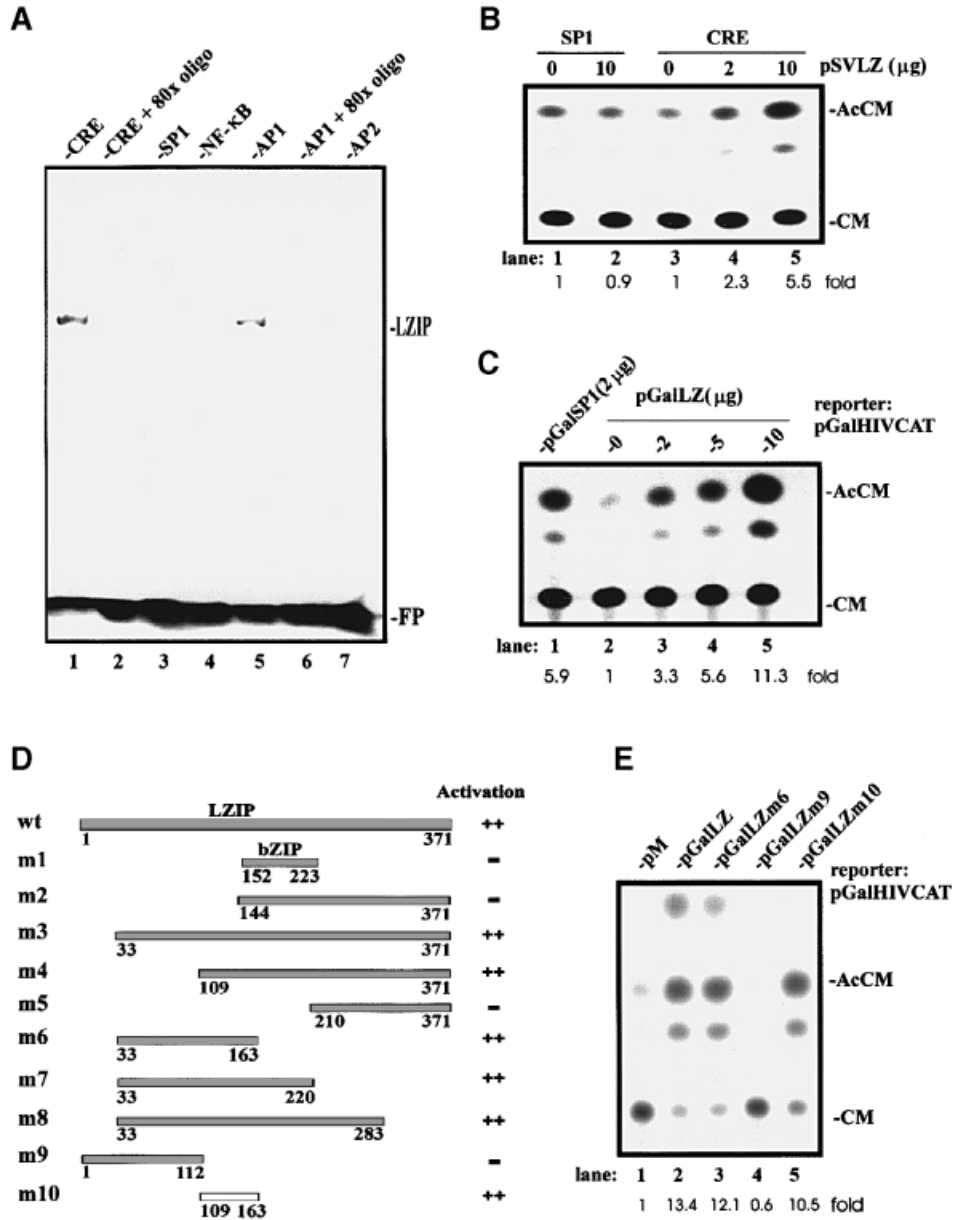 A
-CRE
-CRE + 80x oligo
-SP1
-NF-κB
-AP1
-AP1 + 80x oligo
-AP2
-LZIP
-FP
1 2 3 4 5 6 7
B
SP1 CRE
0 10 0 2 10 pSVLZ (µg)
-AcCM
-CM
lane: 1 2 3 4 5
1 0.9 1 2.3 5.5 fold
C
-pGalSP1(2 µg)
pGalLZ(µg)
-0 -2 -5 -10
reporter:
pGalHIVCAT
-AcCM
-CM
lane: 1 2 3 4 5
5.9 1 3.3 5.6 11.3 fold
D
Activation
LZIP
wt ++
1 371
bZIP
m1 -
152 223
m2 -
144 371
m3 ++
33 371
m4 ++
109 371
m5 -
210 371
m6 ++
33 163
m7 ++
33 220
m8 ++
33 283
m9 -
1 112
m10 ++
109 163
E
-pM
-pGalLZ
-pGalLZm6
-pGalLZm9
-pGalLZm10
reporter:
pGalHIVCAT
-AcCM
-CM
lane: 1 2 3 4 5
1 13.4 12.1 0.6 10.5 fold